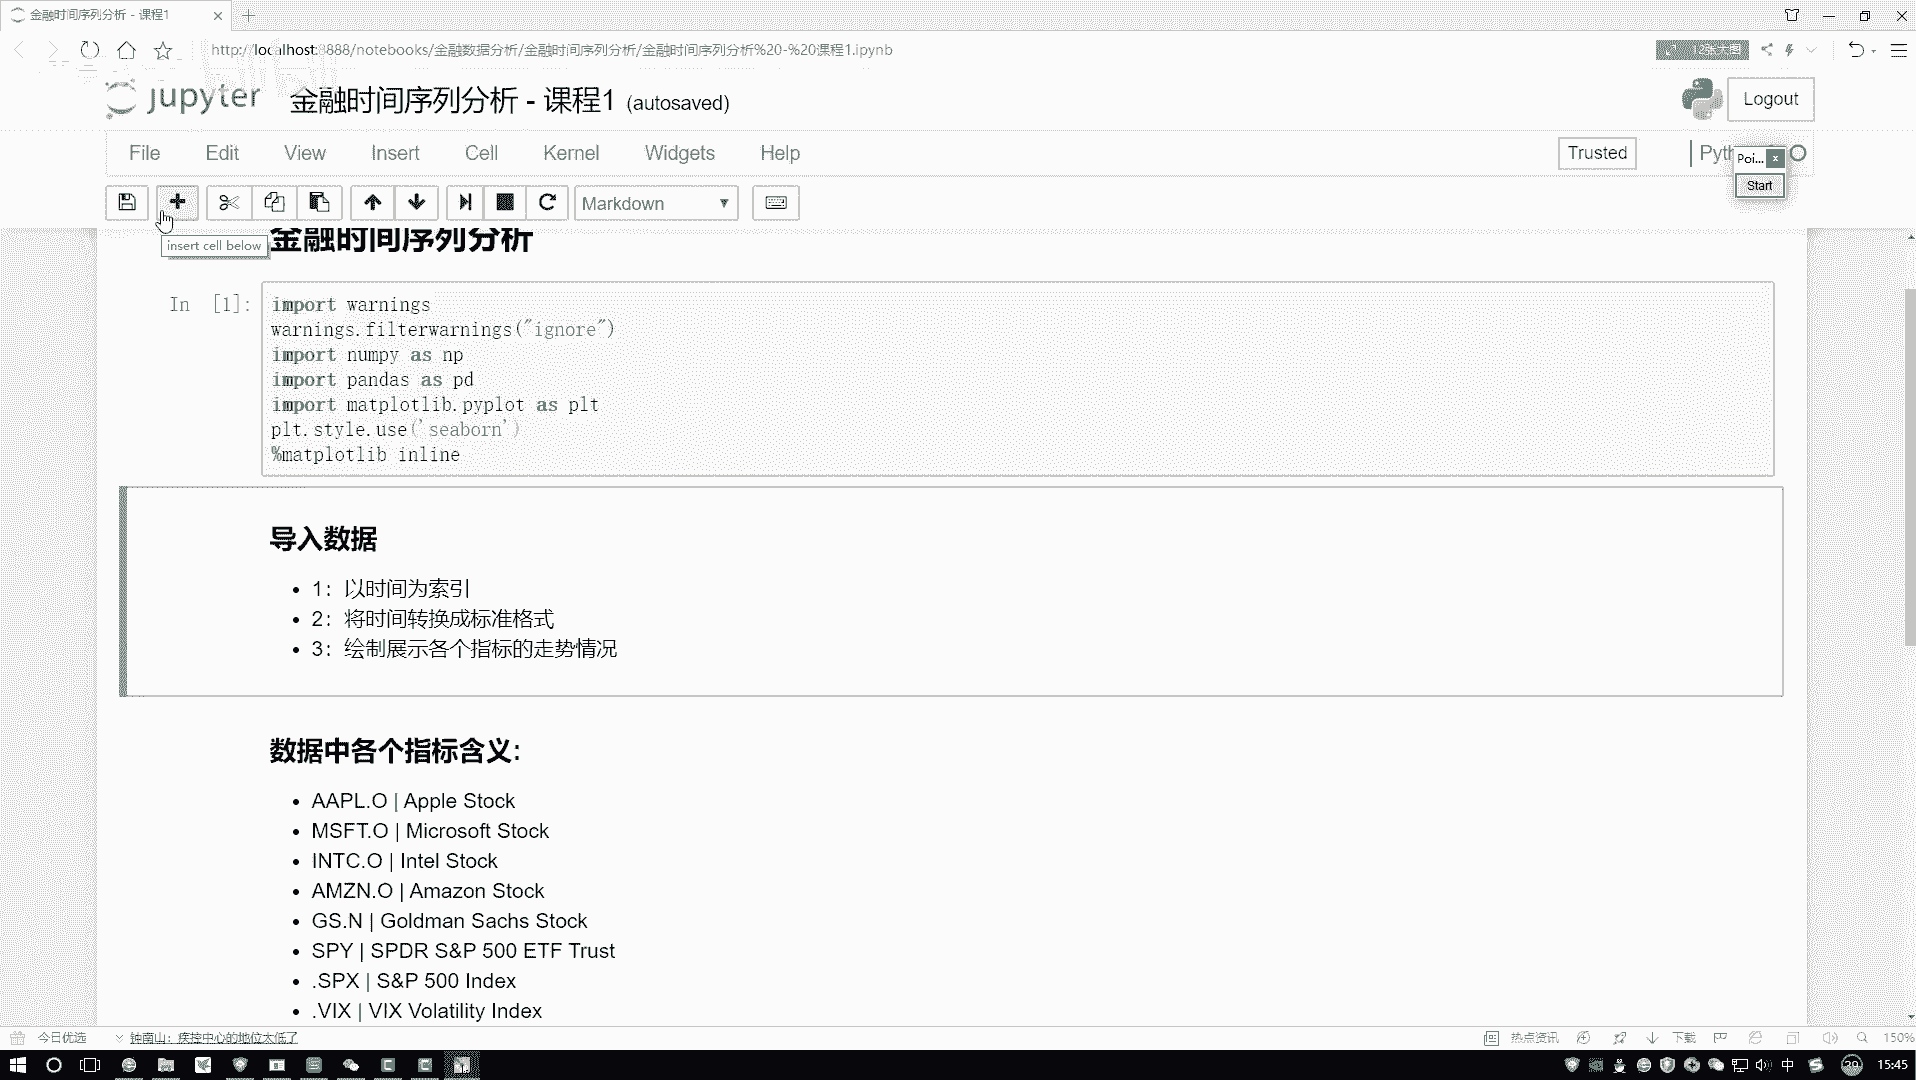 金融时间序列分析 - 课程1
http://localhost:8888/notebooks/金融数据分析/金融时间序列分析/金融时间序列分析%20-%20课程1.ipynb
12张大图
jupyter 金融时间序列分析 - 课程1 (autosaved)
Logout
File Edit View Insert Cell Kernel Widgets Help
Trusted
Poi...
Start
Markdown
insert cell below
金融时间序列分析
In [1]:
import warnings
warnings.filterwarnings("ignore")
import numpy as np
import pandas as pd
import matplotlib.pyplot as plt
plt.style.use('seaborn')
%matplotlib inline
导入数据
1：以时间为索引
2：将时间转换成标准格式
3：绘制展示各个指标的走势情况
数据中各个指标含义:
AAPL.O | Apple Stock
MSFT.O | Microsoft Stock
INTC.O | Intel Stock
AMZN.O | Amazon Stock
GS.N | Goldman Sachs Stock
SPY | SPDR S&P 500 ETF Trust
.SPX | S&P 500 Index
.VIX | VIX Volatility Index
今日优选
钟南山：疾控中心的地位太低了
热点资讯
下载
150%
中
15:45